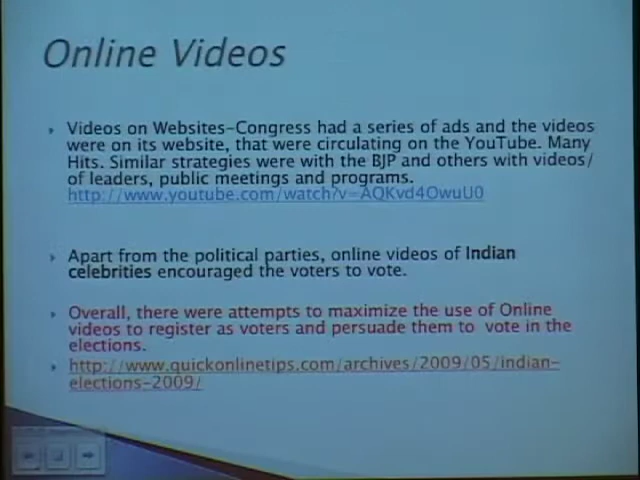 Online Videos
Videos on Websites-Congress had a series of ads and the videos
were on its website, that were circulating on the YouTube. Many
Hits. Similar strategies were with the BJP and others with videos/
of leaders, public meetings and programs.
http://www.youtube.com/watch?v=AQKvd4OwuU0
Apart from the political parties, online videos of Indian
celebrities encouraged the voters to vote.
Overall, there were attempts to maximize the use of Online
videos to register as voters and persuade them to vote in the
elections.
http://www.quickonlinetips.com/archives/2009/05/indian-
elections-2009/